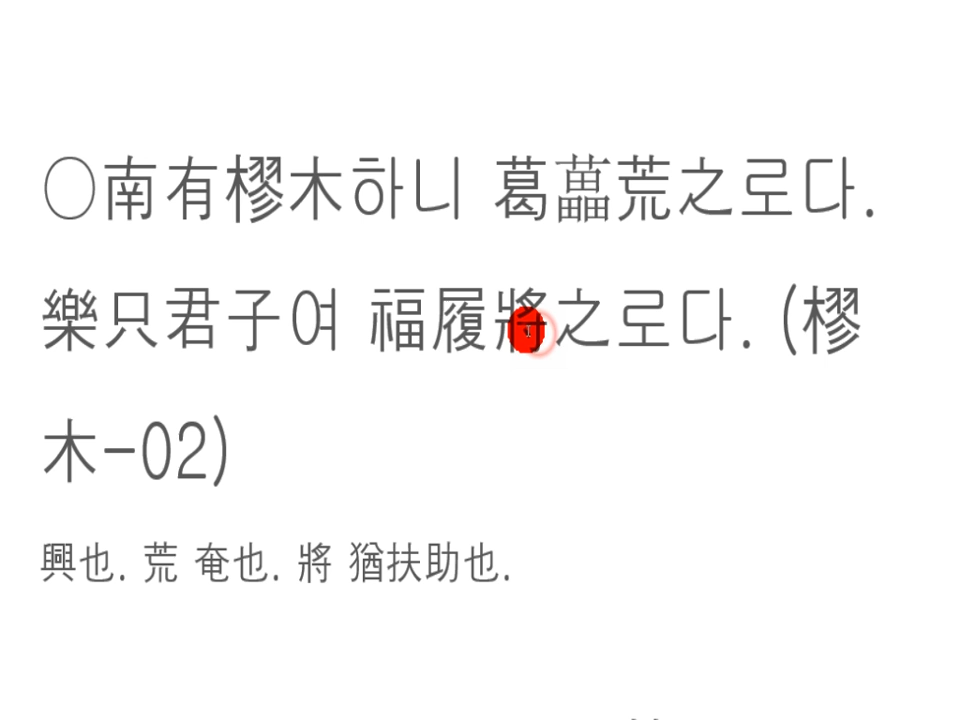 ○南有樛木하니 葛藟荒之로다.
樂只君子여 福履將之로다. (樛
木-02)
興也. 荒 奄也. 將 猶扶助也.